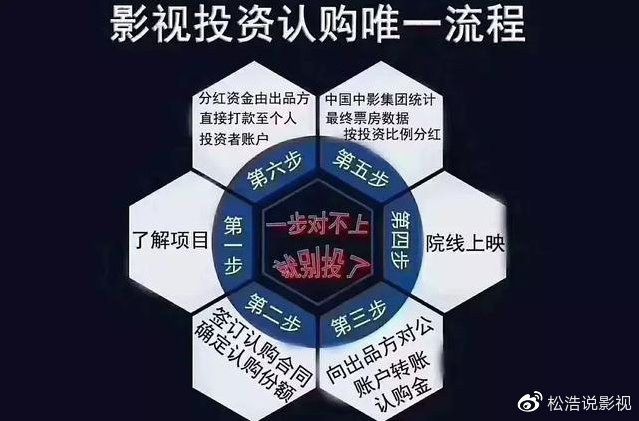 影视投资认购唯一流程
分红资金由出品方
直接打款至个人
投资者账户
中国中影集团统计
最终票房数据
按投资比例分红
第六步
第五步
了解项目
第一步
一步对不上
就别投了
第四步
院线上映
第二步
第三步
签订认购合同
确定认购份额
向出品方对公
账户转账
认购金
松浩说影视